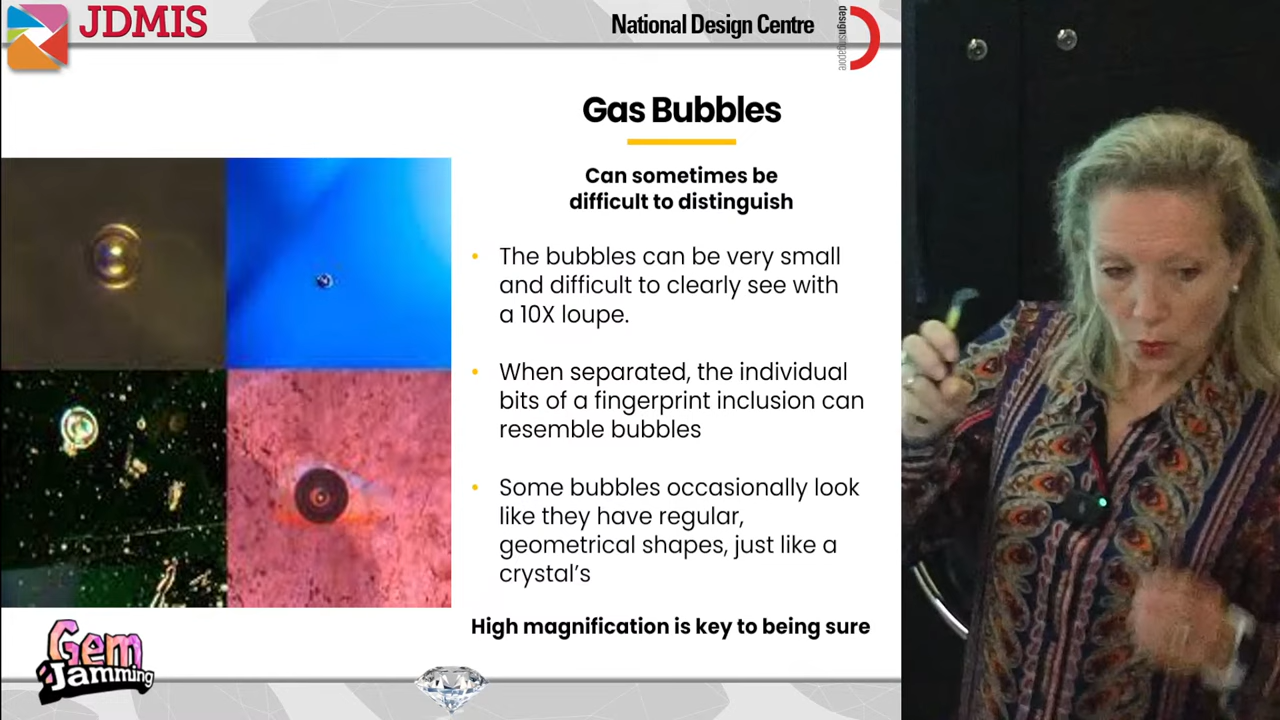 JDMIS
National Design Centre
designsingapore
Gas Bubbles
Can sometimes be
difficult to distinguish
• The bubbles can be very small
and difficult to clearly see with
a 10X loupe.
• When separated, the individual
bits of a fingerprint inclusion can
resemble bubbles
• Some bubbles occasionally look
like they have regular,
geometrical shapes, just like a
crystal's
High magnification is key to being sure
Gem
Jamming